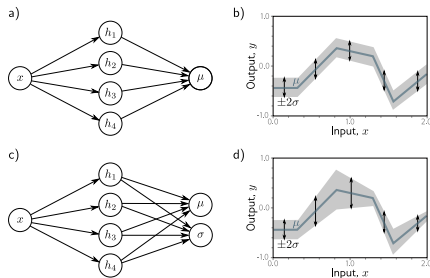 a)
x
h₁
h₂
h₃
h₄
μ
b)
Output, y
1.0
0.0
-1.0
μ
±2σ
0.0
1.0
2.0
Input, x
c)
x
h₁
h₂
h₃
h₄
μ
σ
d)
Output, y
1.0
0.0
-1.0
μ
±2σ
0.0
1.0
2.0
Input, x